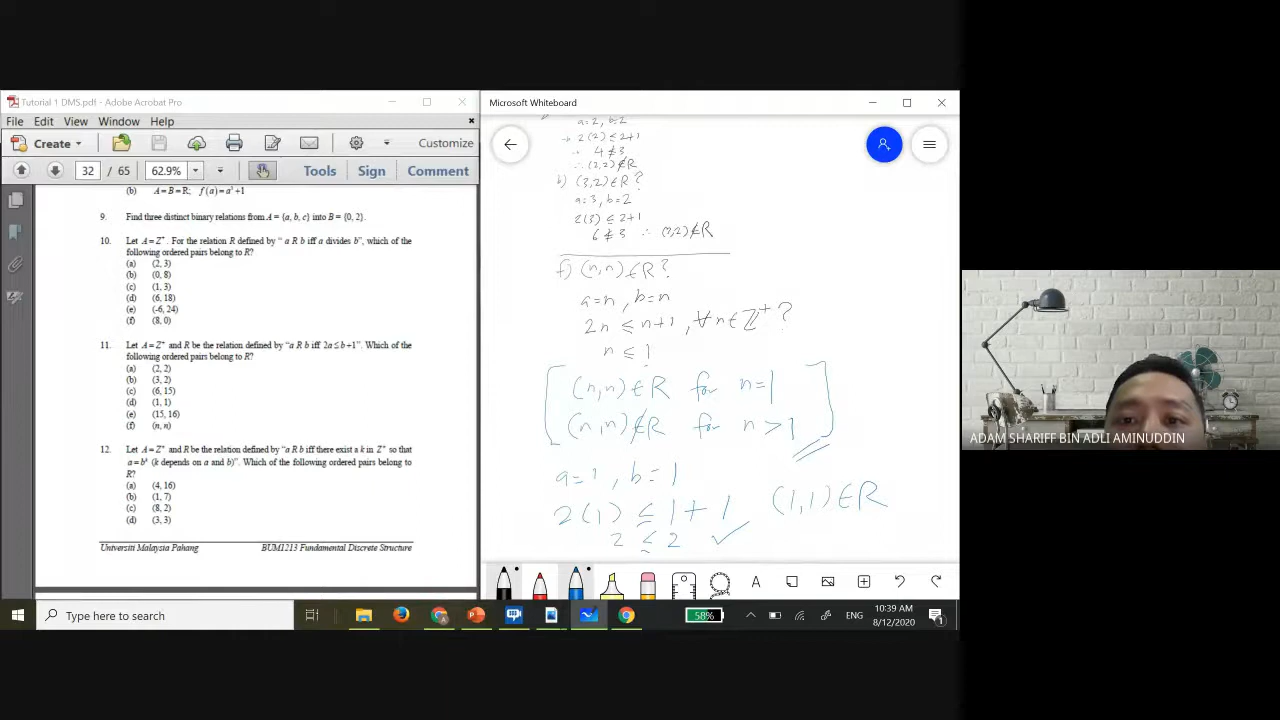 Tutorial 1 DMS.pdf - Adobe Acrobat Pro
File Edit View Window Help
Create
Customize
32 / 65 62.9%
Tools Sign Comment
(b) A=B=R; f(a)=a²+1
9. Find three distinct binary relations from A={a, b, c} into B={0, 2}.
10. Let A=Z⁺. For the relation R defined by " a R b iff a divides b", which of the
following ordered pairs belong to R?
(a) (2, 3)
(b) (0, 8)
(c) (1, 3)
(d) (6, 18)
(e) (-6, 24)
(f) (8, 0)
11. Let A=Z⁺ and R be the relation defined by "a R b iff 2a≤b+1". Which of the
following ordered pairs belong to R?
(a) (2, 2)
(b) (3, 2)
(c) (6, 15)
(d) (1, 1)
(e) (15, 16)
(f) (n, n)
12. Let A=Z⁺ and R be the relation defined by "a R b iff there exist a k in Z⁺ so that
a=bᵏ (k depends on a and b)". Which of the following ordered pairs belong to
R?
(a) (4, 16)
(b) (1, 7)
(c) (8, 2)
(d) (3, 3)
Universiti Malaysia Pahang BUM1213 Fundamental Discrete Structure
Microsoft Whiteboard
a=2, b=2
→ 2(2) ≤ 2+1
→ 4 ≰ 3
∴ (2,2) ∉ R
b) (3,2) ∈ R ?
a=3, b=2
2(3) ≤ 2+1
6 ≰ 3 ∴ (3,2) ∉ R
f) (n,n) ∈ R ?
a=n, b=n
2n ≤ n+1, ∀n∈ℤ⁺ ?
n ≤ 1
(n,n) ∈ R for n=1
(n,n) ∉ R for n>1
a=1, b=1
2(1) ≤ 1+1 (1,1) ∈ R
2 ≤ 2 ✓
A
ADAM SHARIFF BIN ADLI AMINUDDIN
Type here to search
58%
ENG
10:39 AM
8/12/2020